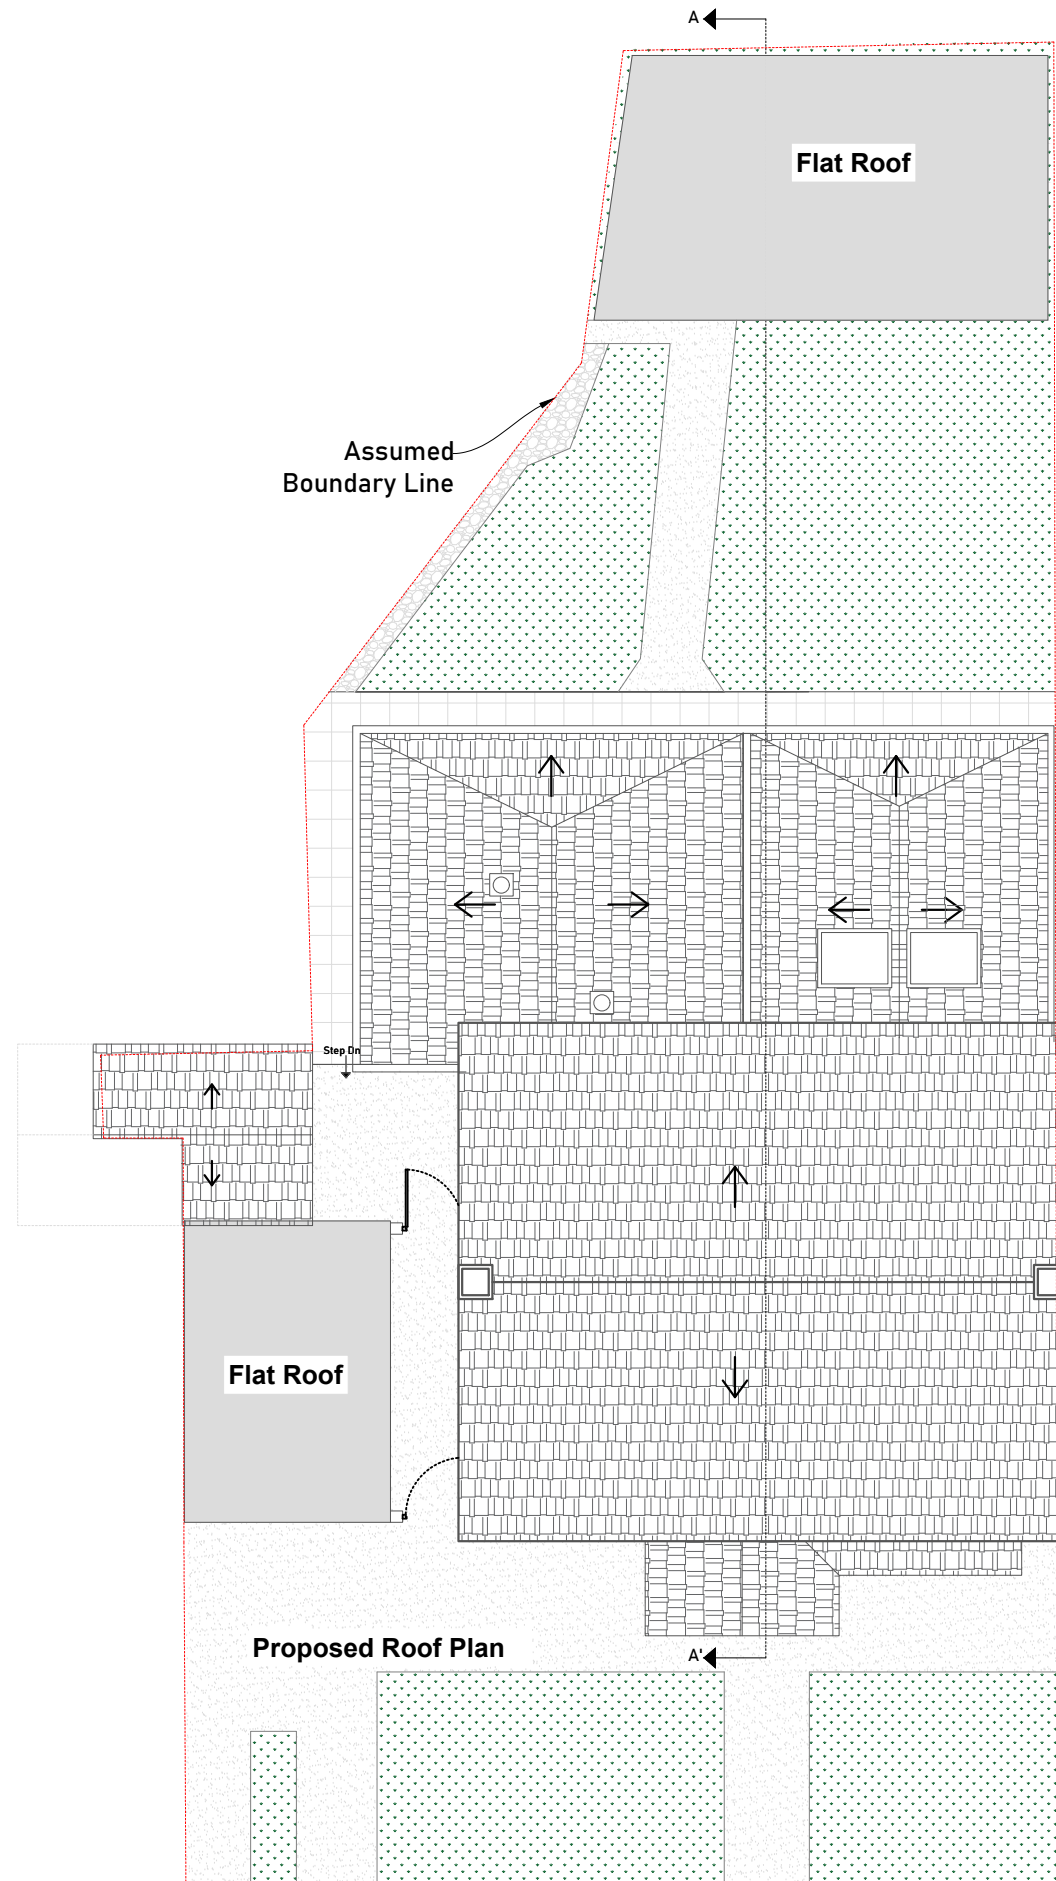 A
Flat Roof
Assumed
Boundary Line
Step Dn
Flat Roof
Proposed Roof Plan
A'